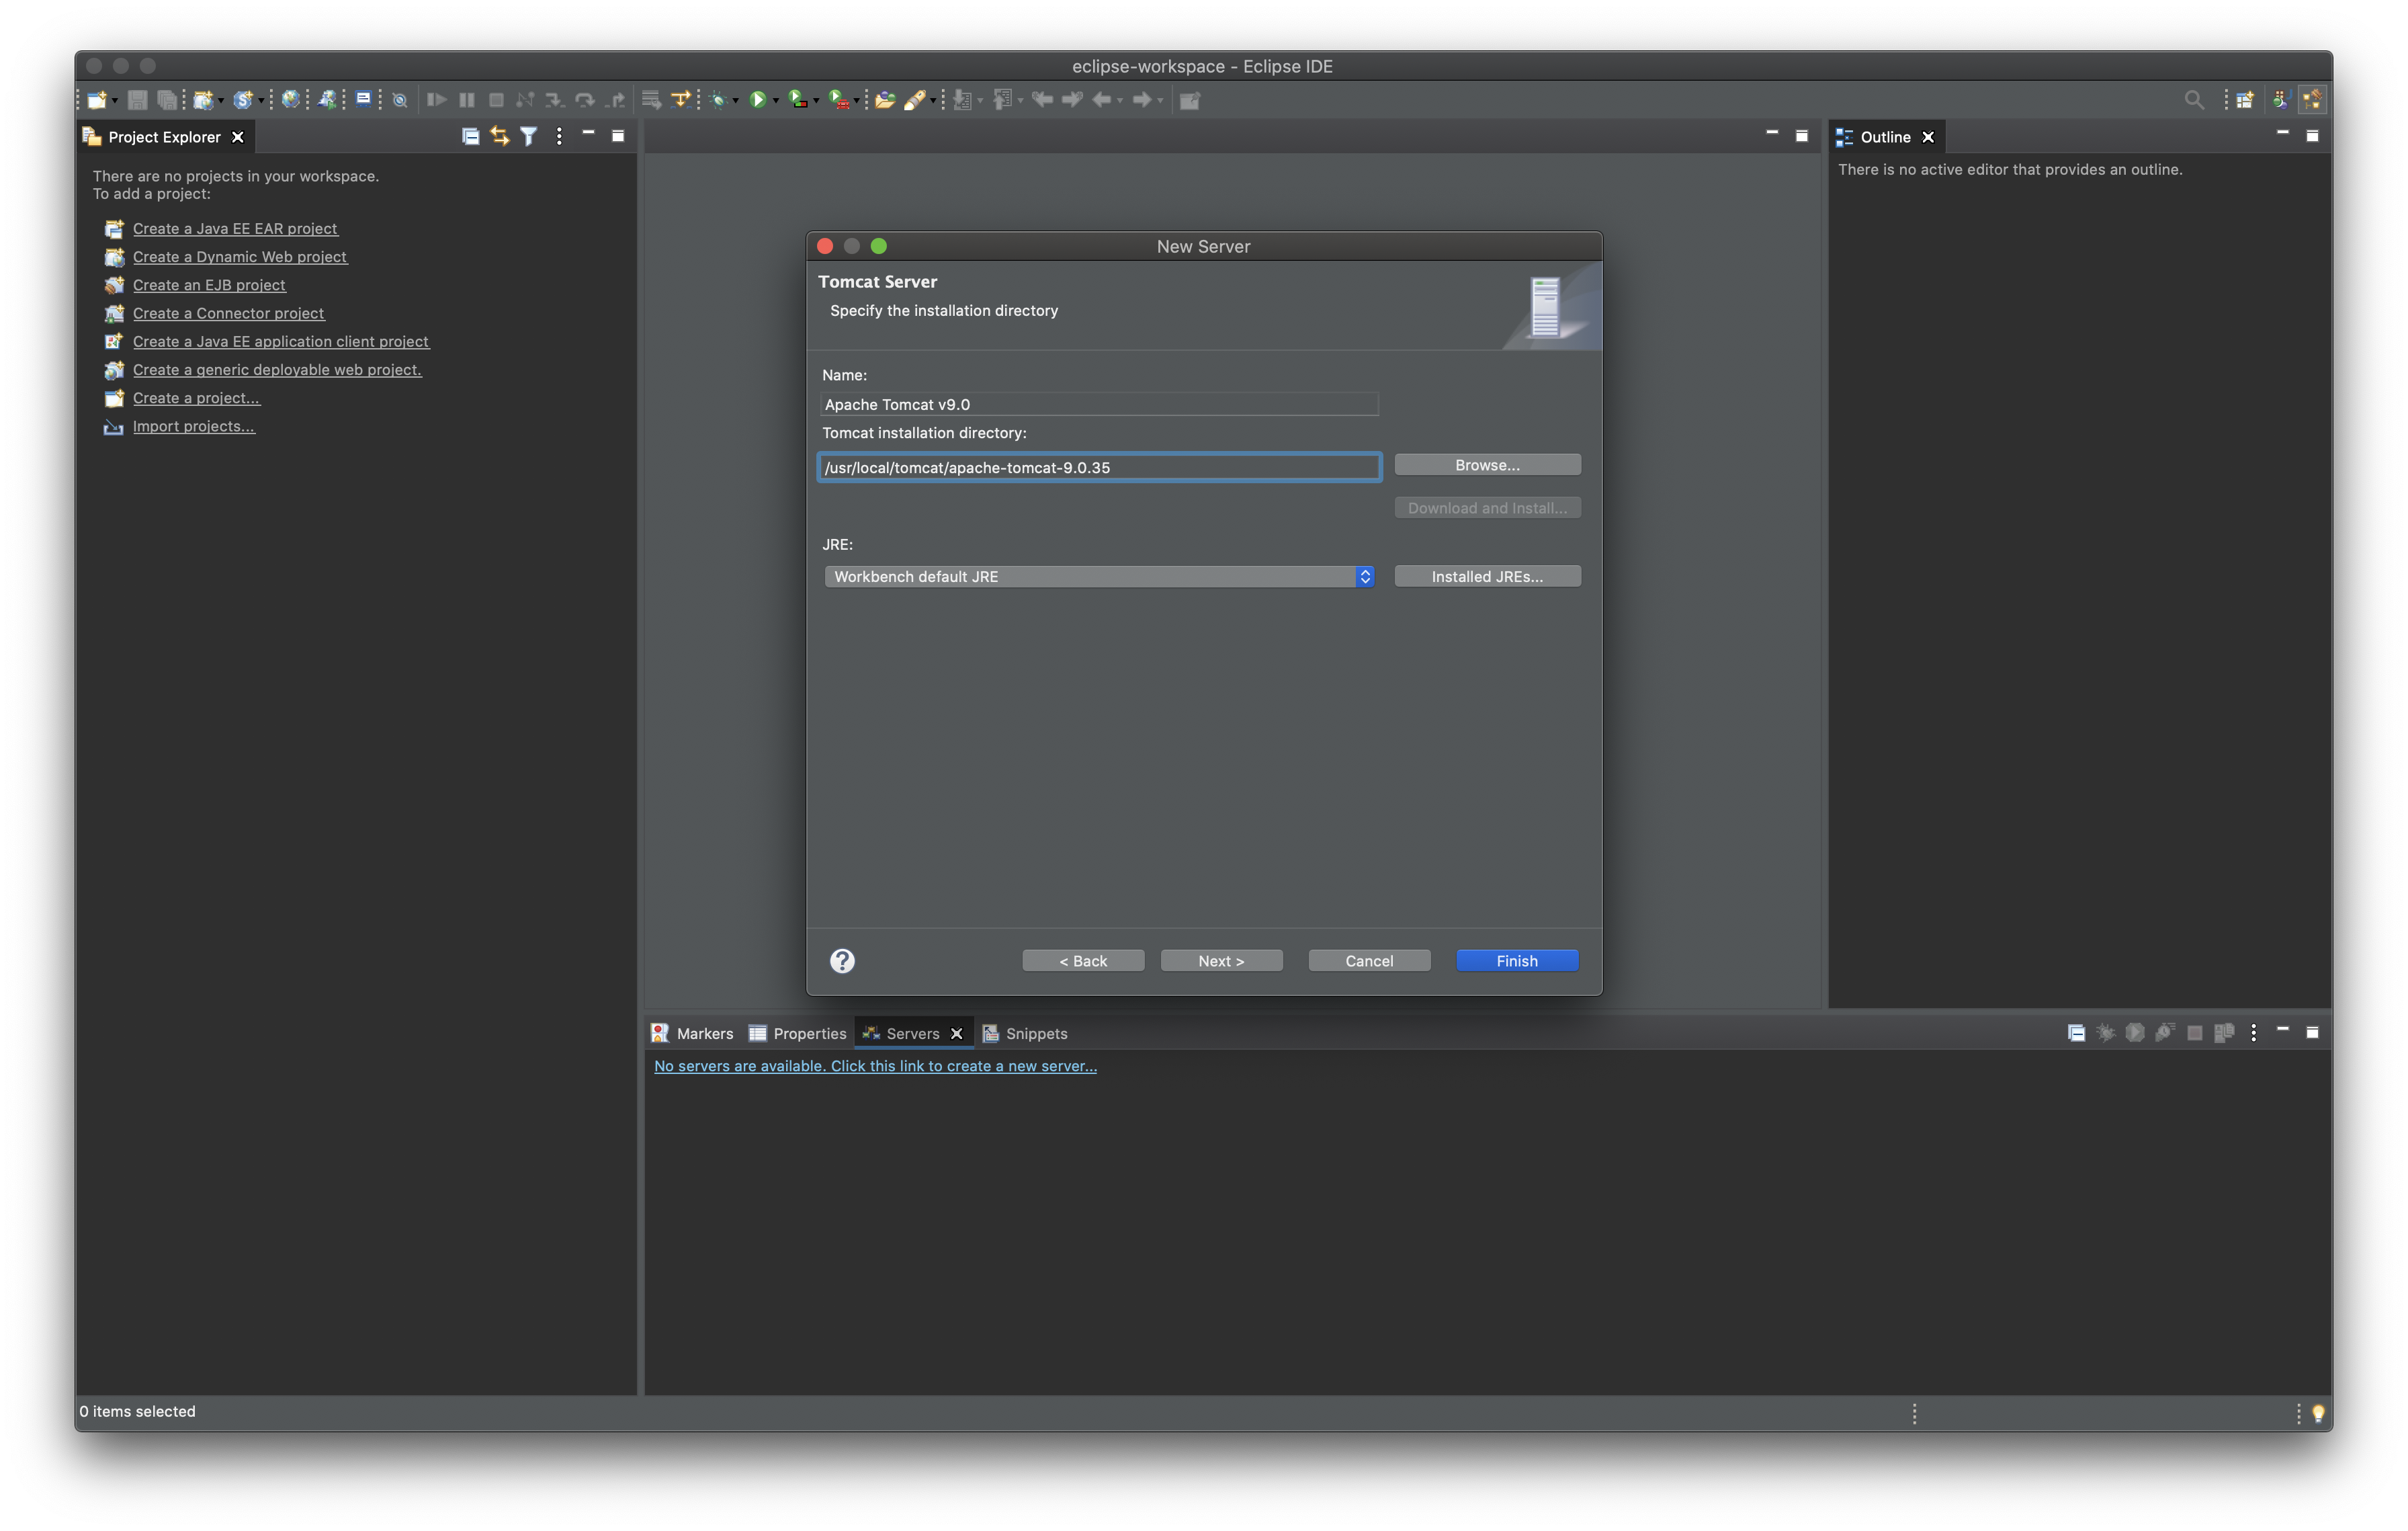 eclipse-workspace - Eclipse IDE
Project Explorer
There are no projects in your workspace.
To add a project:
Create a Java EE EAR project
Create a Dynamic Web project
Create an EJB project
Create a Connector project
Create a Java EE application client project
Create a generic deployable web project.
Create a project...
Import projects...
Outline
There is no active editor that provides an outline.
New Server
Tomcat Server
Specify the installation directory
Name:
Apache Tomcat v9.0
Tomcat installation directory:
/usr/local/tomcat/apache-tomcat-9.0.35
Browse...
Download and Install...
JRE:
Workbench default JRE
Installed JREs...
?
< Back
Next >
Cancel
Finish
Markers
Properties
Servers
Snippets
No servers are available. Click this link to create a new server...
0 items selected